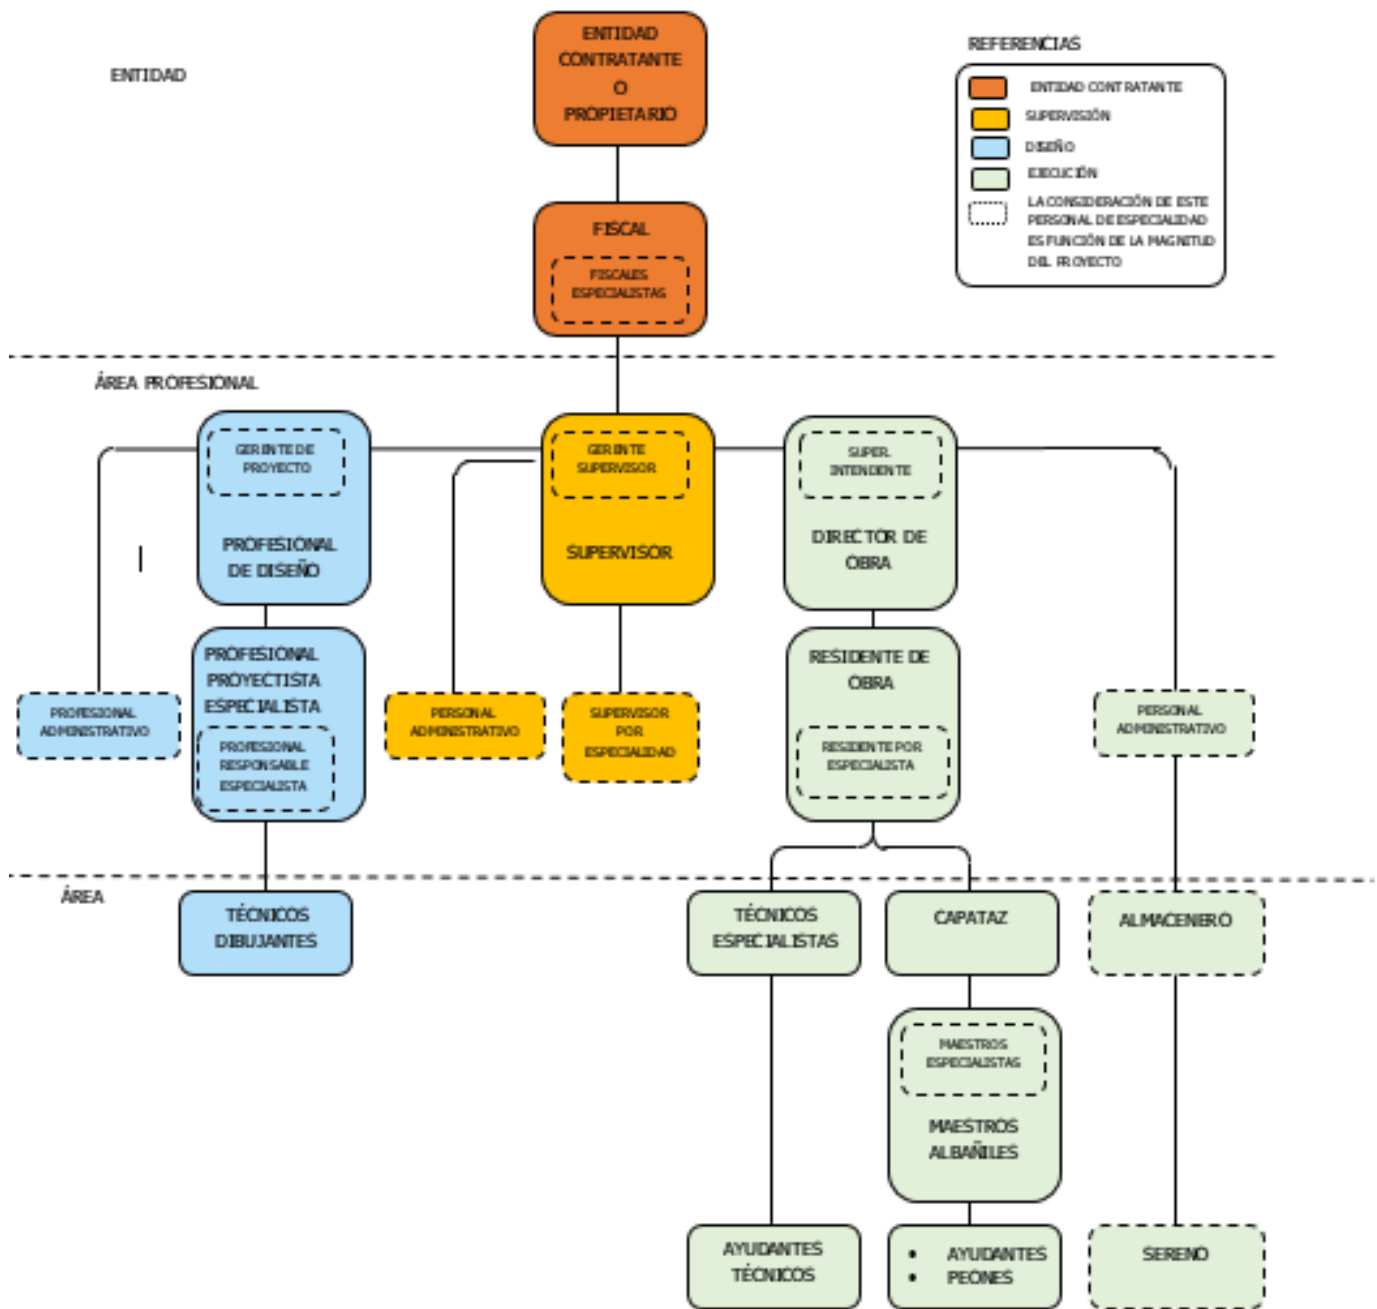 ENTIDAD
CONTRATANTE
O
PROPIETARIO
ENTIDAD
REFERENCIAS
ENTIDAD CONTRATANTE
SUPERVISIÓN
DISEÑO
EJECUCIÓN
LA CONSIDERACIÓN DE ESTE
PERSONAL DE ESPECIALIDAD
ES FUNCIÓN DE LA MAGNITUD
DEL PROYECTO
FISCAL
FISCALES
ESPECIALISTAS
ÁREA PROFESIONAL
GERENTE DE
PROYECTO
PROFESIONAL
DE DISEÑO
GERENTE
SUPERVISOR
SUPERVISOR
SUPER.
INTENDENTE
DIRECTOR DE
OBRA
PROFESIONAL
PROYECTISTA
ESPECIALISTA
PROFESIONAL
RESPONSABLE
ESPECIALISTA
RESIDENTE DE
OBRA
RESIDENTE POR
ESPECIALISTA
PROFESIONAL
ADMINISTRATIVO
PERSONAL
ADMINISTRATIVO
SUPERVISOR
POR
ESPECIALIDAD
PERSONAL
ADMINISTRATIVO
ÁREA
TÉCNICOS
DIBUJANTES
TÉCNICOS
ESPECIALISTAS
CAPATAZ
ALMACENERO
MAESTROS
ESPECIALISTAS
MAESTROS
ALBAÑILES
AYUDANTES
TÉCNICOS
• AYUDANTES
• PEONES
SERENO